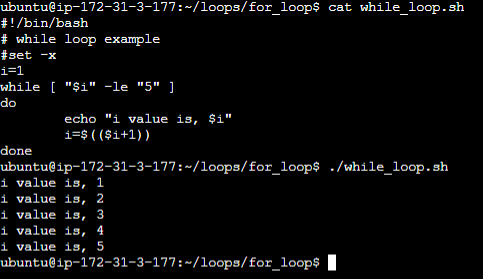 ubuntu@ip-172-31-3-177:~/loops/for_loop$ cat while_loop.sh
#!/bin/bash
# while loop example
#set -x
i=1
while [ "$i" -le "5" ]
do
        echo "i value is, $i"
        i=$(($i+1))
done
ubuntu@ip-172-31-3-177:~/loops/for_loop$ ./while_loop.sh
i value is, 1
i value is, 2
i value is, 3
i value is, 4
i value is, 5
ubuntu@ip-172-31-3-177:~/loops/for_loop$